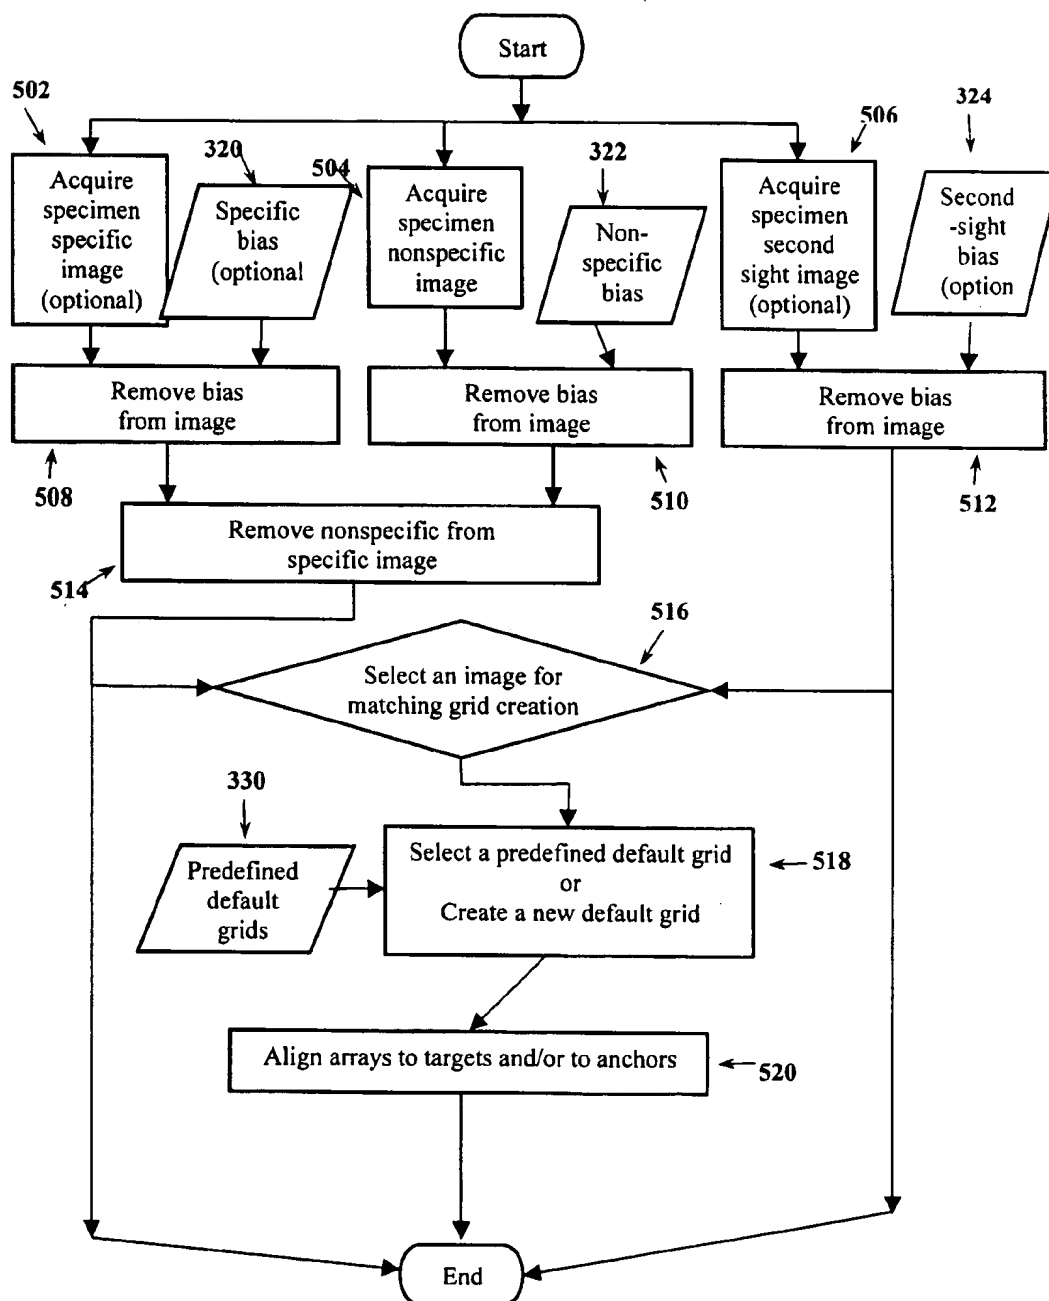 Start
502
320
504
322
506
324
Acquire
specimen
specific
image
(optional)
Specific
bias
(optional
Acquire
specimen
nonspecific
image
Non-
specific
bias
Acquire
specimen
second
sight image
(optional)
Second
-sight
bias
(option
Remove bias
from image
Remove bias
from image
Remove bias
from image
508
510
512
Remove nonspecific from
specific image
514
516
Select an image for
matching grid creation
330
Predefined
default
grids
Select a predefined default grid
or
Create a new default grid
518
Align arrays to targets and/or to anchors
520
End